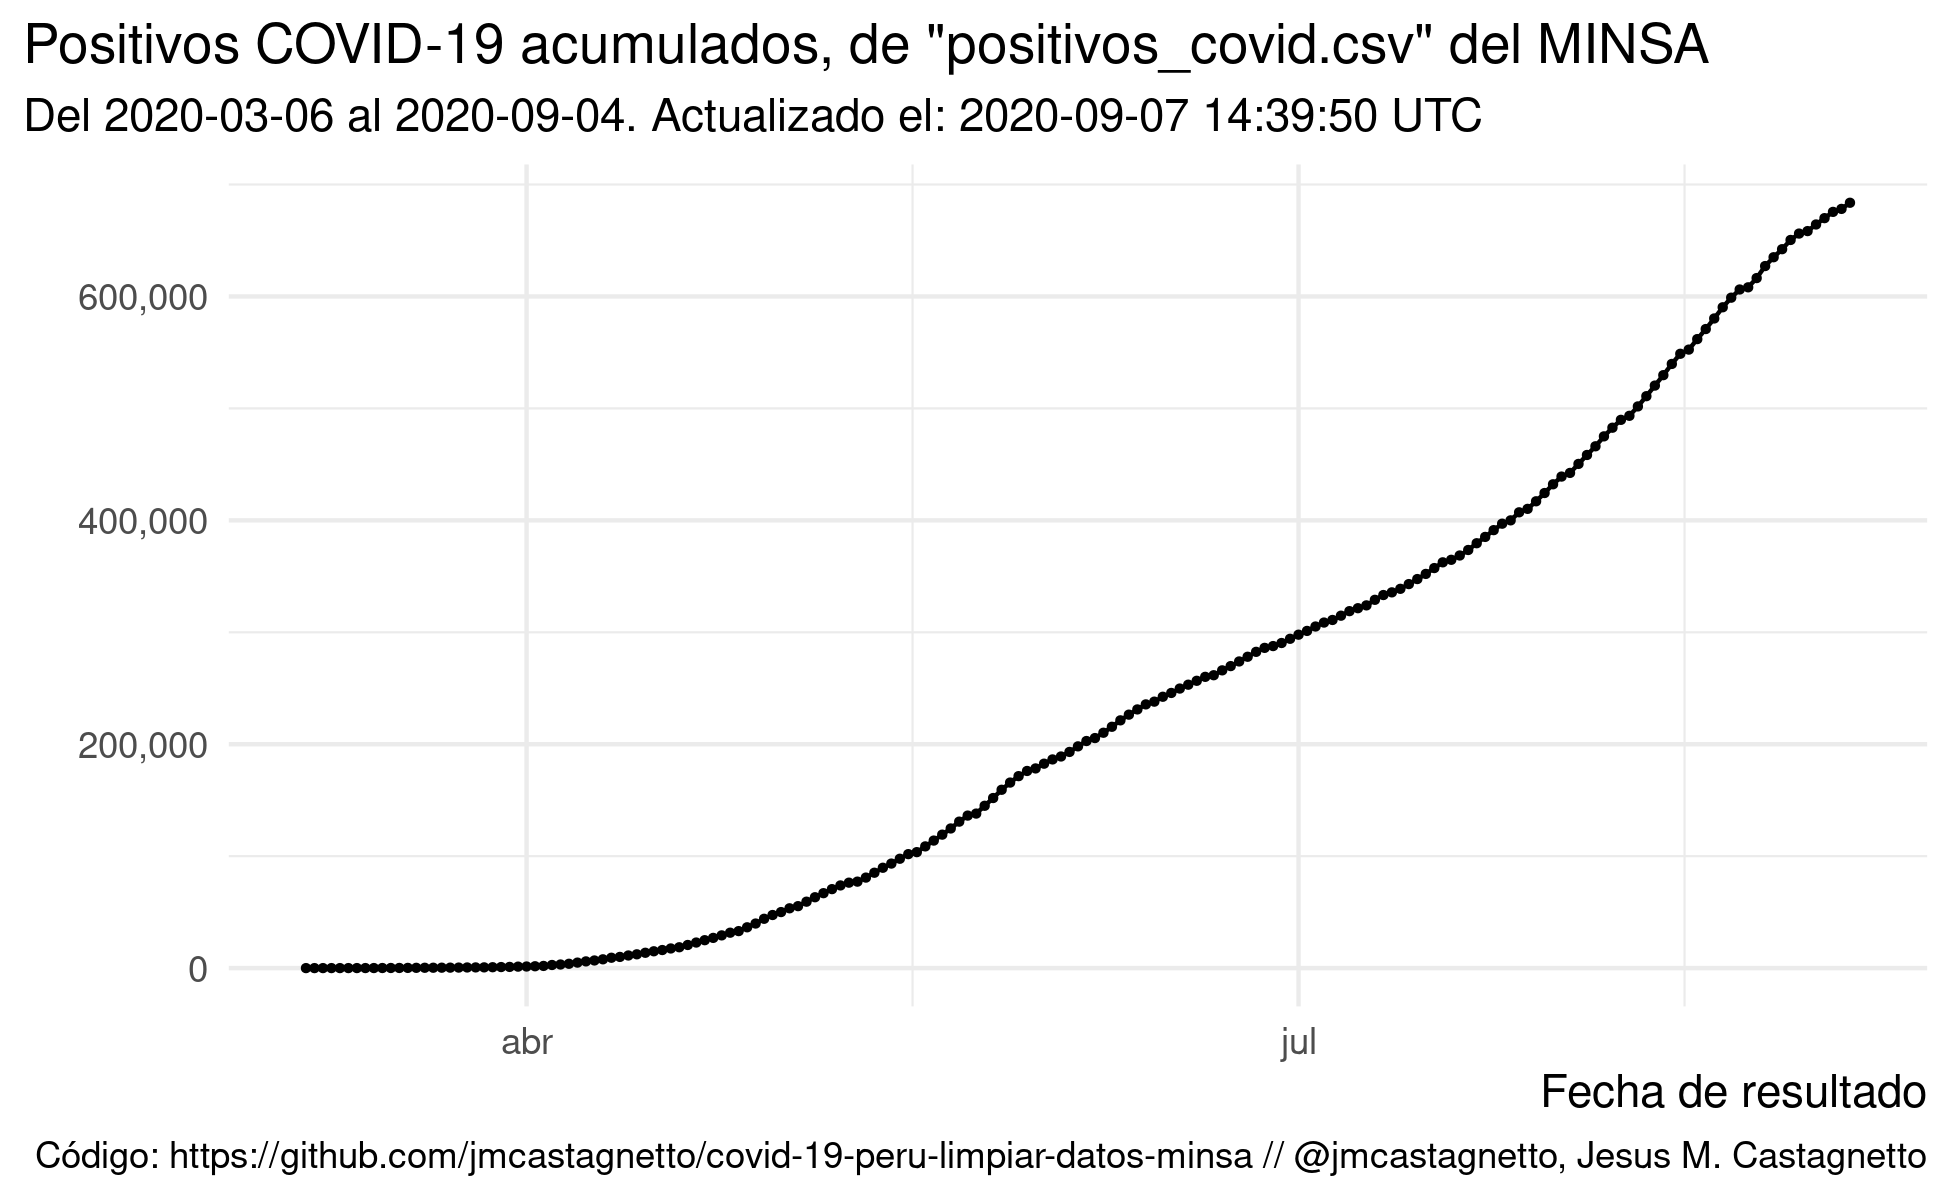 Positivos COVID-19 acumulados, de "positivos_covid.csv" del MINSA
Del 2020-03-06 al 2020-09-04. Actualizado el: 2020-09-07 14:39:50 UTC
600,000
400,000
200,000
0
abr jul
Fecha de resultado
Código: https://github.com/jmcastagnetto/covid-19-peru-limpiar-datos-minsa // @jmcastagnetto, Jesus M. Castagnetto